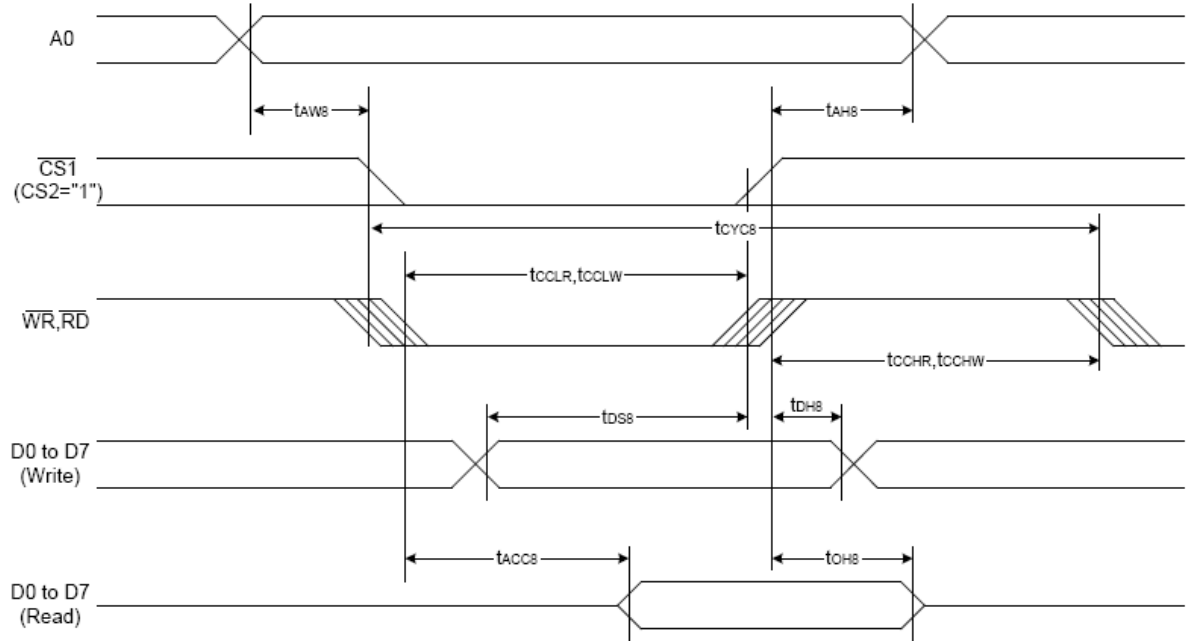 A0
tAW8
tAH8
CS1
(CS2="1")
tCYC8
tCCLR,tCCLW
WR,RD
tCCHR,tCCHW
tDS8
tDH8
D0 to D7
(Write)
tACC8
tOH8
D0 to D7
(Read)